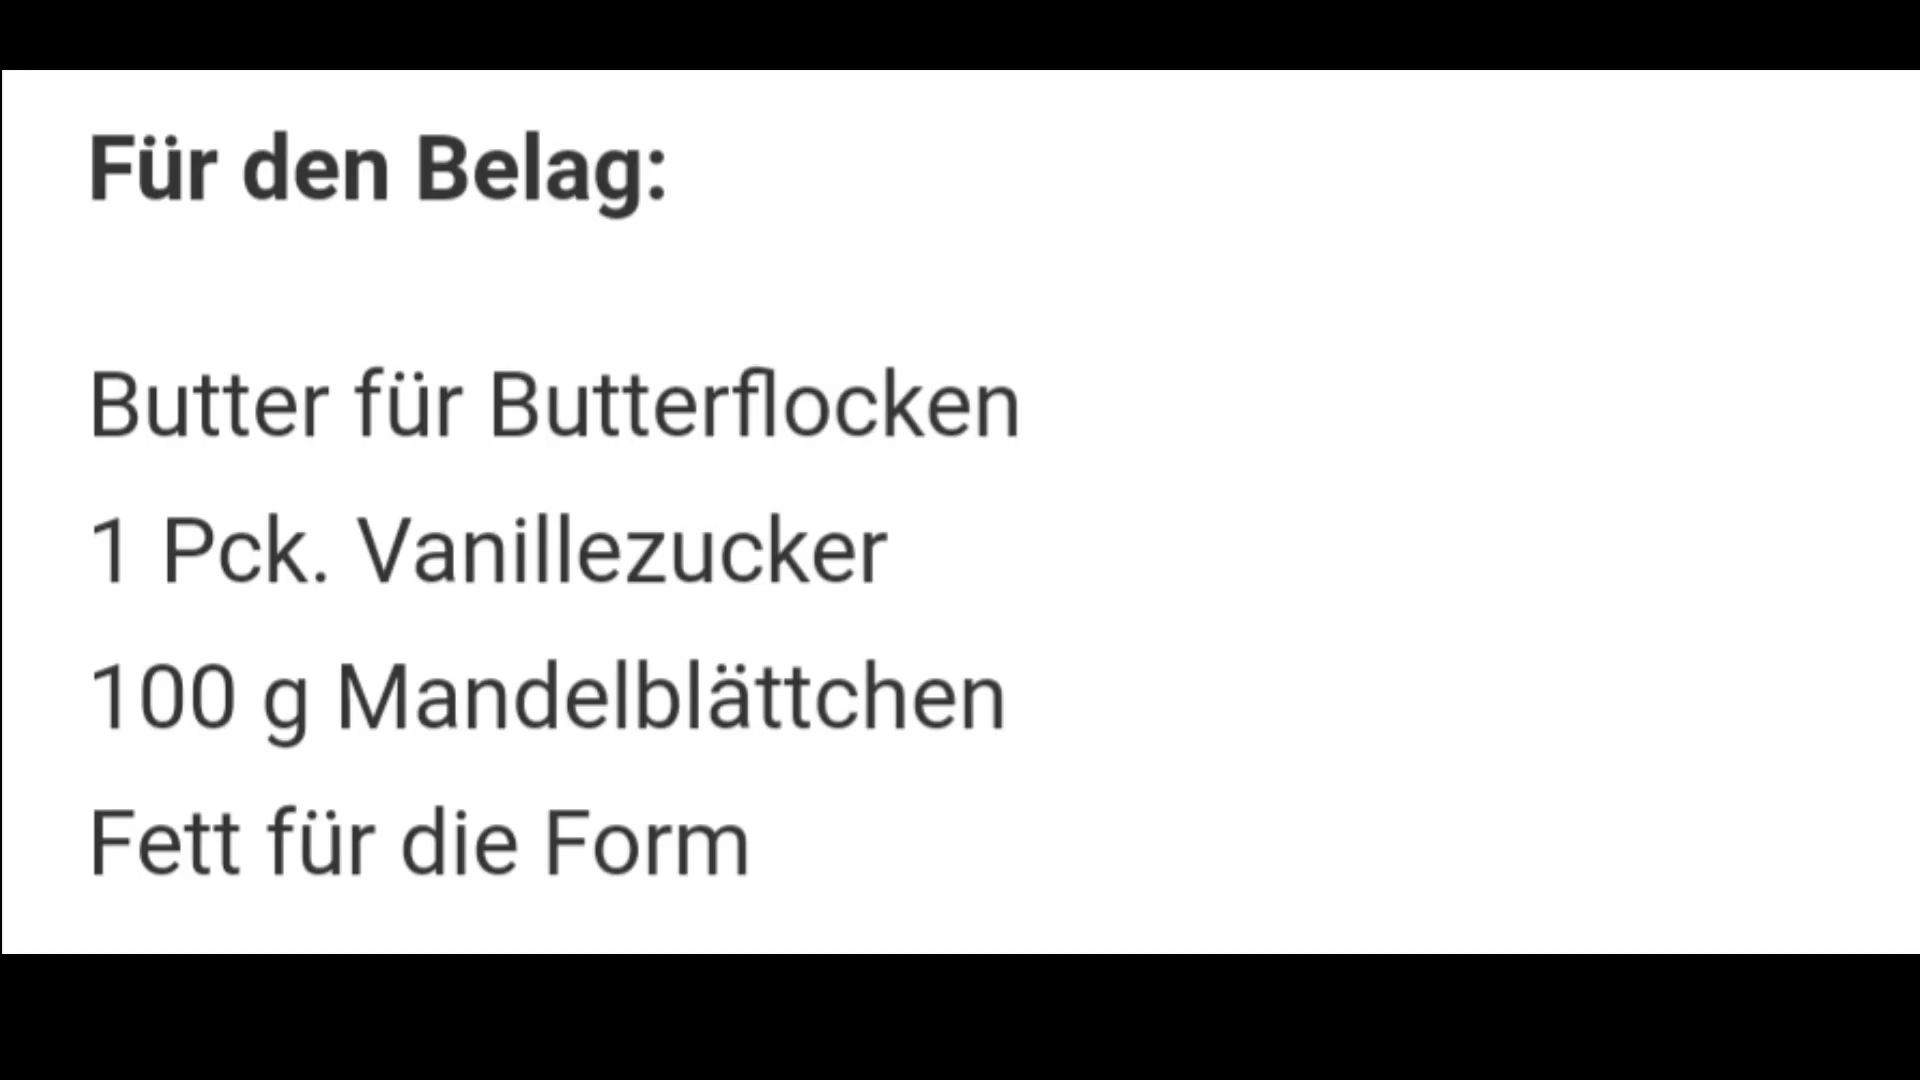 Für den Belag:
Butter für Butterflocken
1 Pck. Vanillezucker
100 g Mandelblättchen
Fett für die Form